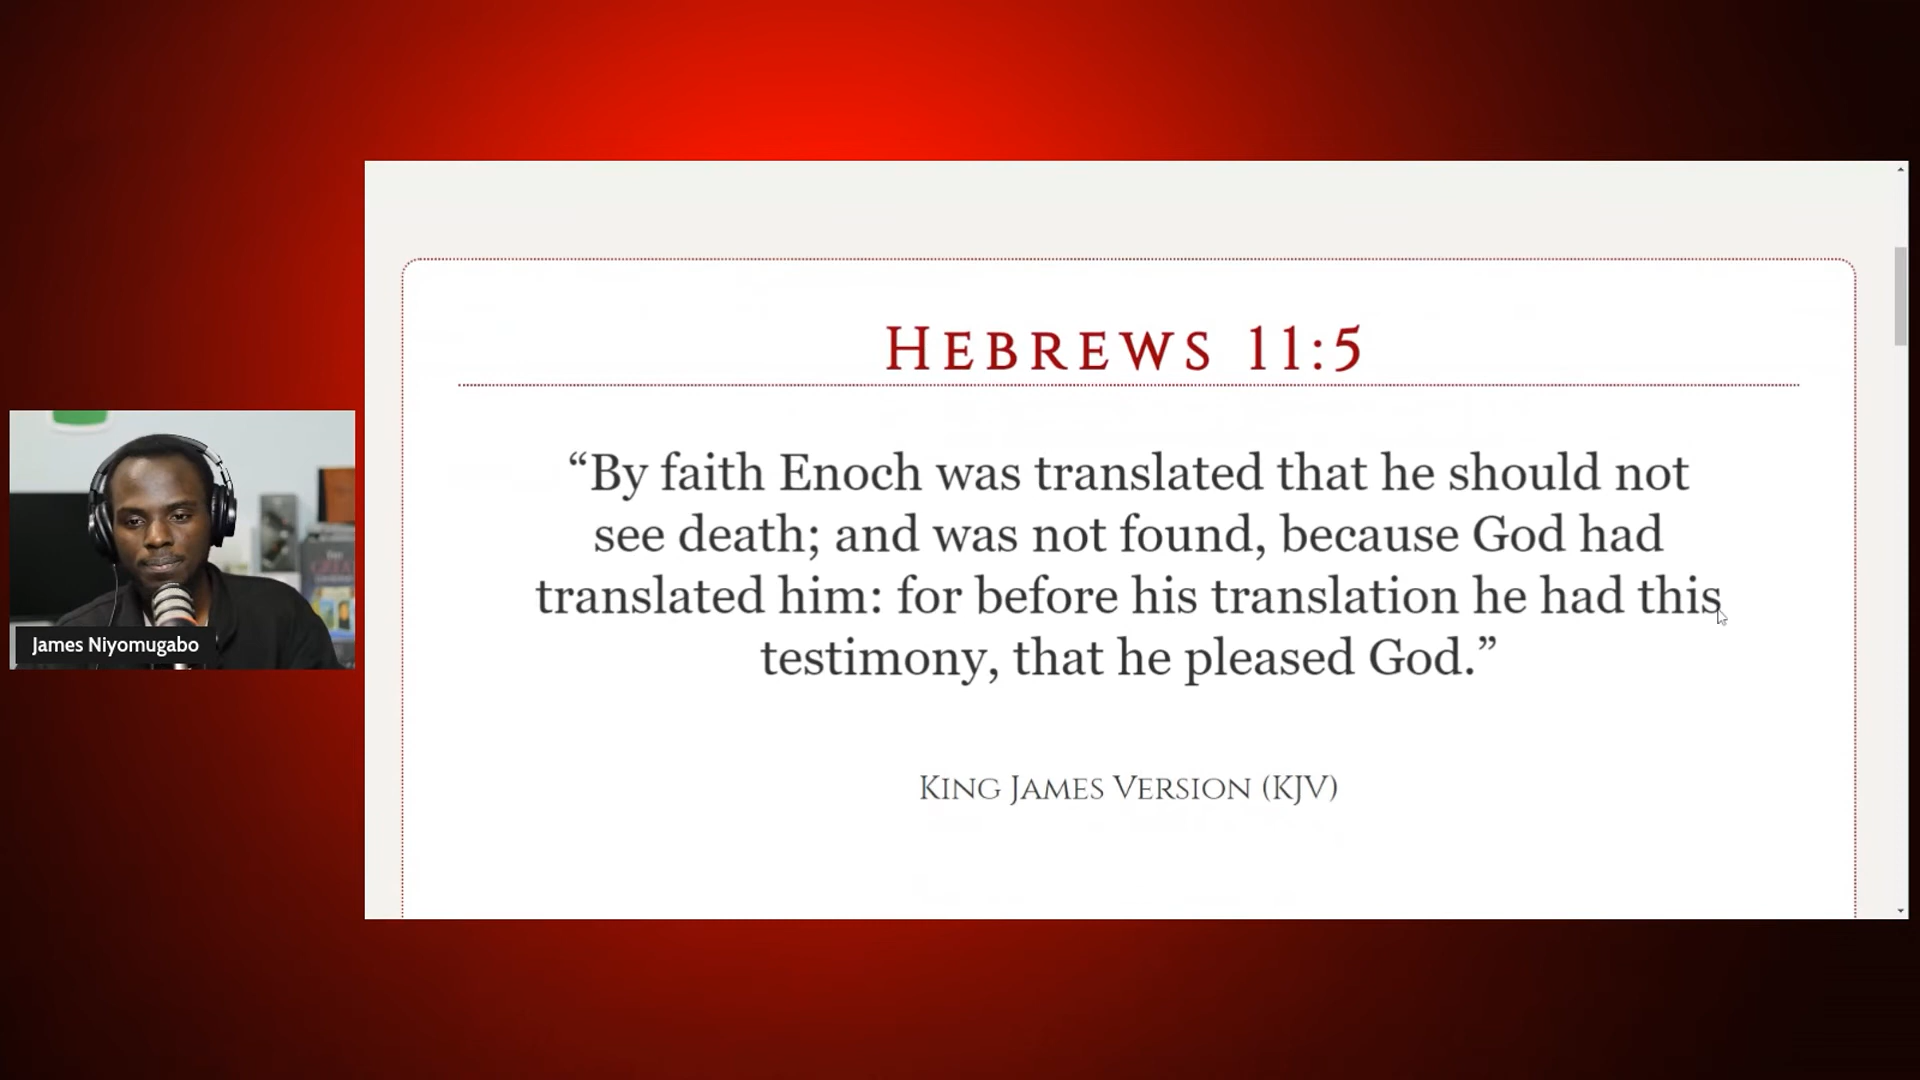 HEBREWS 11:5
“By faith Enoch was translated that he should not
see death; and was not found, because God had
translated him: for before his translation he had this
testimony, that he pleased God.”
KING JAMES VERSION (KJV)
James Niyomugabo